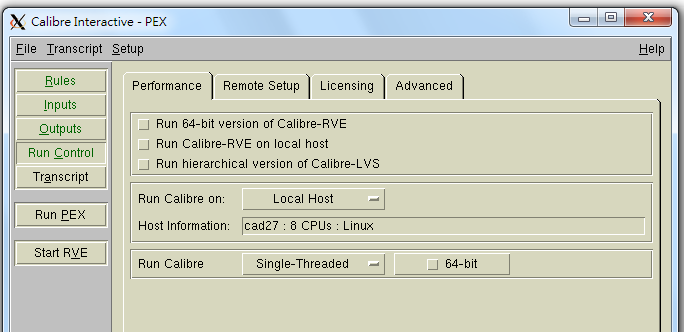 Calibre Interactive - PEX
File Transcript Setup Help
Rules
Inputs
Outputs
Run Control
Transcript
Run PEX
Start RVE
Performance Remote Setup Licensing Advanced
Run 64-bit version of Calibre-RVE
Run Calibre-RVE on local host
Run hierarchical version of Calibre-LVS
Run Calibre on: Local Host
Host Information: cad27 : 8 CPUs : Linux
Run Calibre Single-Threaded 64-bit